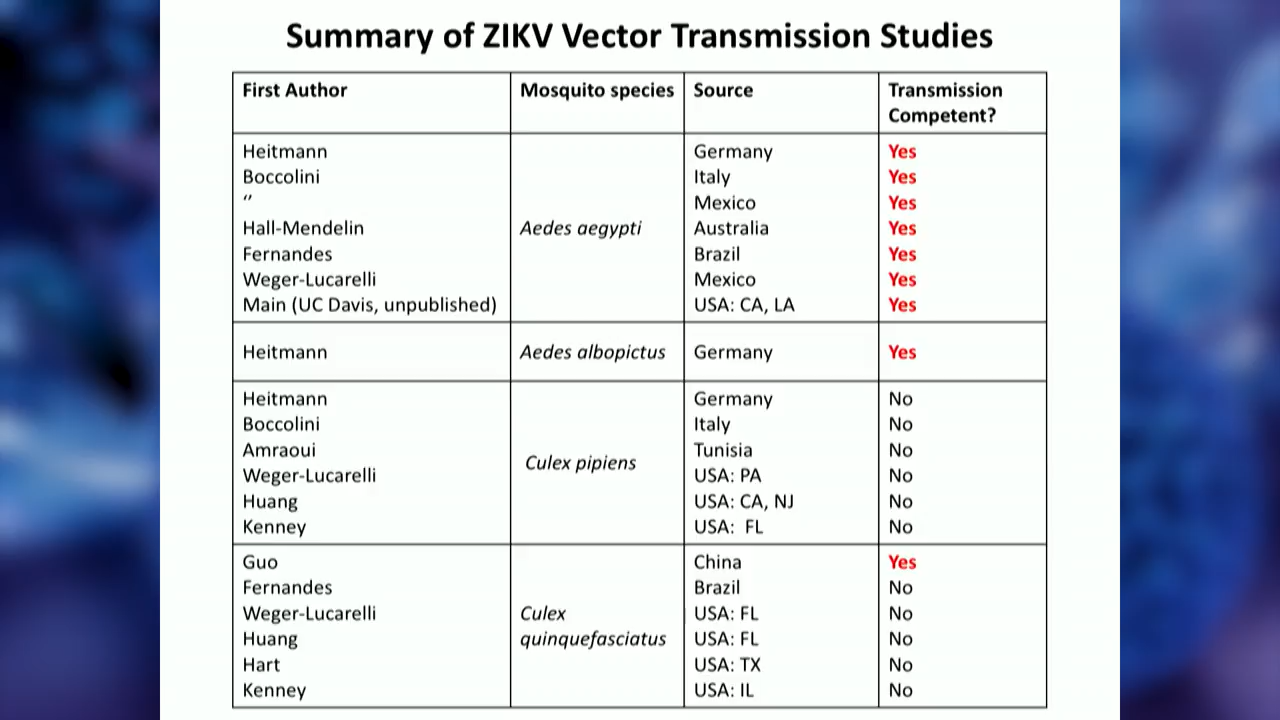 Summary of ZIKV Vector Transmission Studies
First Author Mosquito species Source Transmission Competent?
Heitmann Germany Yes
Boccolini Italy Yes
“ Mexico Yes
Hall-Mendelin Aedes aegypti Australia Yes
Fernandes Brazil Yes
Weger-Lucarelli Mexico Yes
Main (UC Davis, unpublished) USA: CA, LA Yes
Heitmann Aedes albopictus Germany Yes
Heitmann Germany No
Boccolini Italy No
Amraoui Culex pipiens Tunisia No
Weger-Lucarelli USA: PA No
Huang USA: CA, NJ No
Kenney USA: FL No
Guo China Yes
Fernandes Brazil No
Weger-Lucarelli Culex USA: FL No
Huang quinquefasciatus USA: FL No
Hart USA: TX No
Kenney USA: IL No